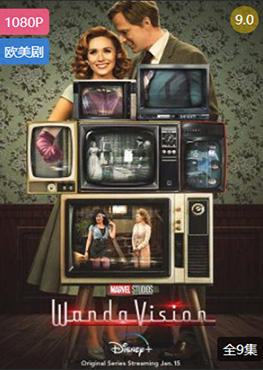 1080P
9.0
欧美剧
MARVEL STUDIOS
WandaVision
Disney+
Original Series Streaming Jan.15
全9集